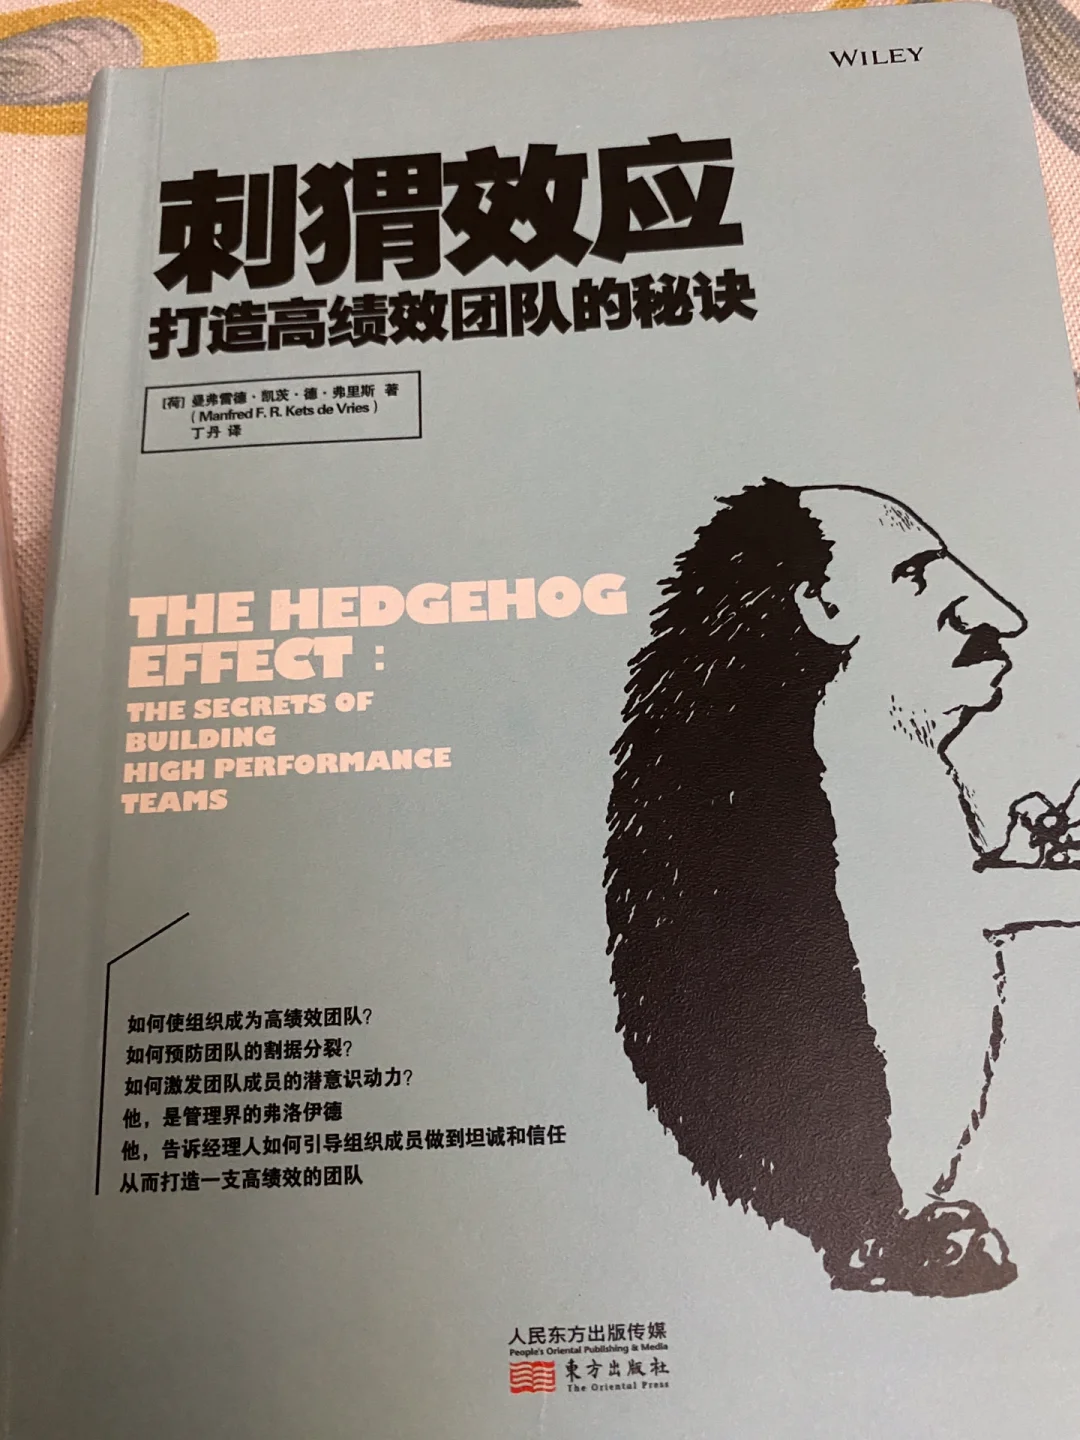 WILEY
刺猬效应
打造高绩效团队的秘诀
[荷] 曼弗雷德·凯茨·德·弗里斯 著
(Manfred F. R. Kets de Vries)
丁丹 译
THE HEDGEHOG
EFFECT:
THE SECRETS OF
BUILDING
HIGH PERFORMANCE
TEAMS
如何使组织成为高绩效团队?
如何预防团队的割据分裂?
如何激发团队成员的潜意识动力?
他，是管理界的弗洛伊德
他，告诉经理人如何引导组织成员做到坦诚和信任
从而打造一支高绩效的团队
人民东方出版传媒
People's Oriental Publishing & Media
東方出版社
The Oriental Press